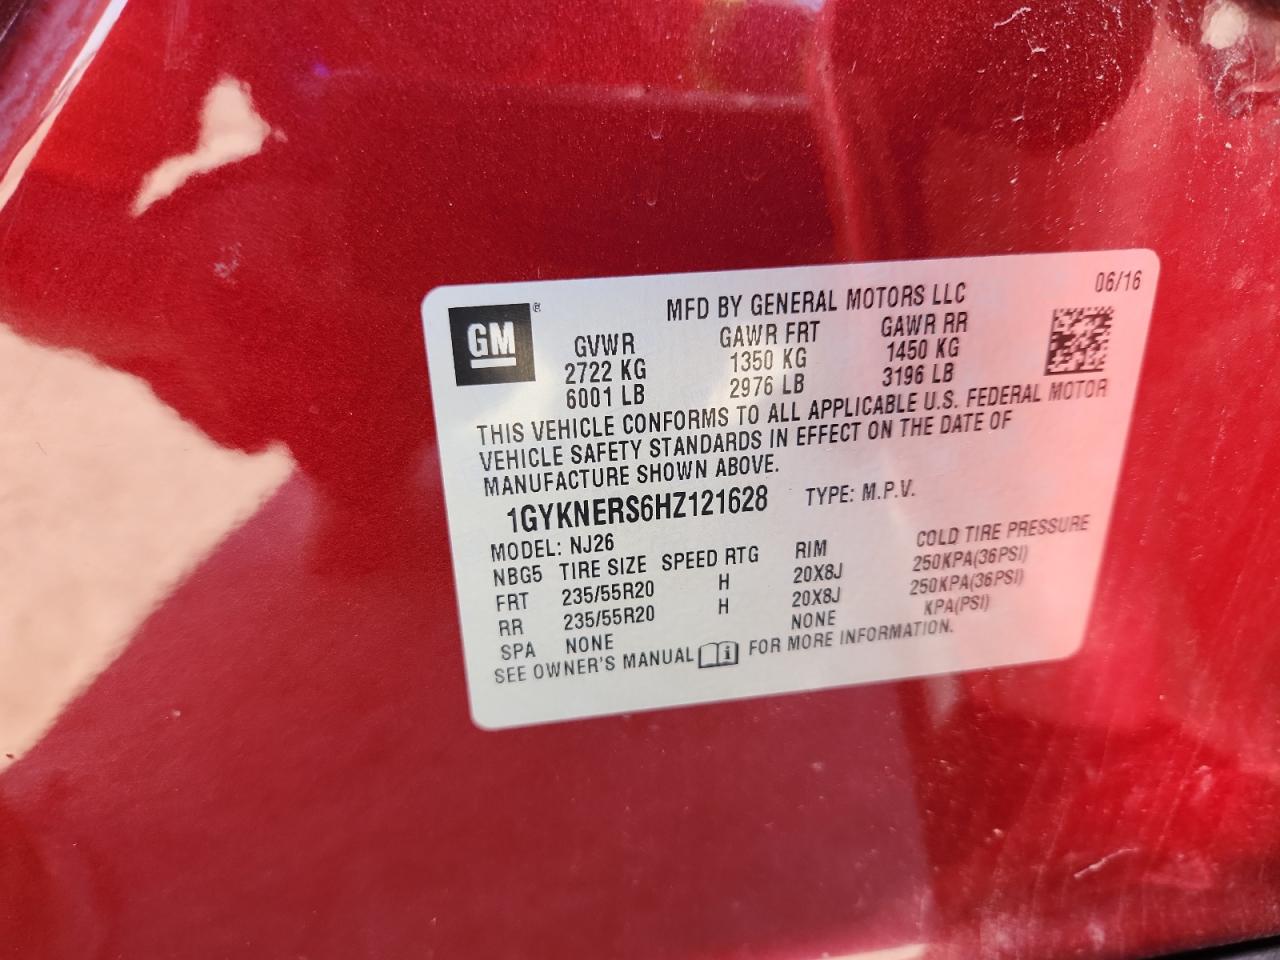 GM ® MFD BY GENERAL MOTORS LLC 06/16
GVWR GAWR FRT GAWR RR
2722 KG 1350 KG 1450 KG
6001 LB 2976 LB 3196 LB
THIS VEHICLE CONFORMS TO ALL APPLICABLE U.S. FEDERAL MOTOR
VEHICLE SAFETY STANDARDS IN EFFECT ON THE DATE OF
MANUFACTURE SHOWN ABOVE.
1GYKNERS6HZ121628 TYPE: M.P.V.
MODEL: NJ26
NBG5 TIRE SIZE SPEED RTG RIM COLD TIRE PRESSURE
FRT 235/55R20 H 20X8J 250KPA(36PSI)
RR 235/55R20 H 20X8J 250KPA(36PSI)
SPA NONE NONE KPA(PSI)
SEE OWNER'S MANUAL FOR MORE INFORMATION.